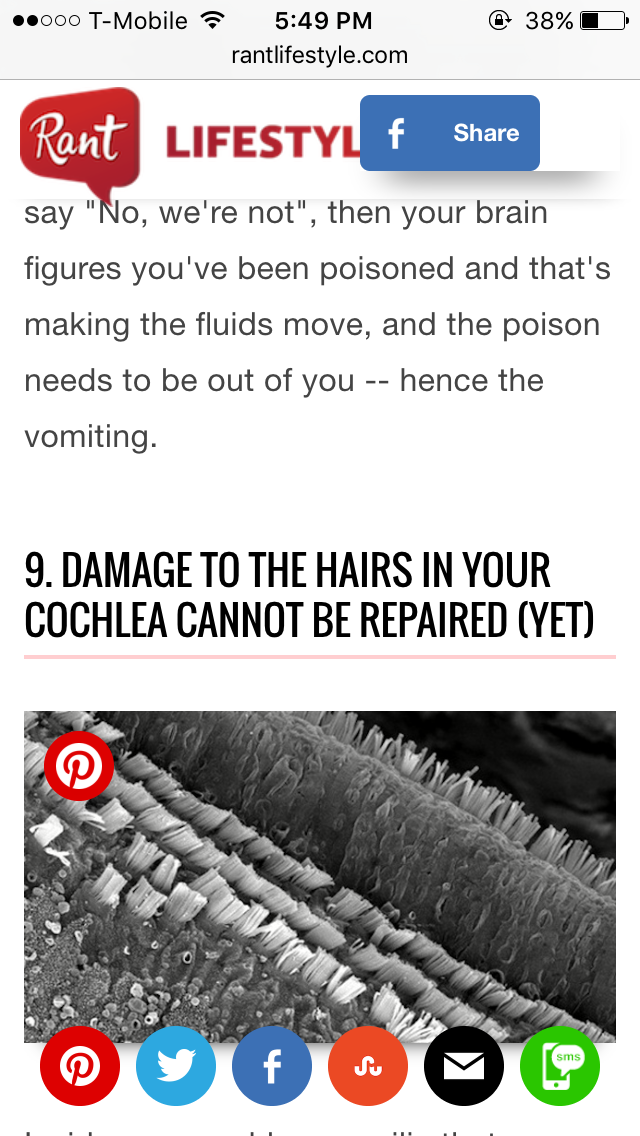 T-Mobile 5:49 PM 38%
rantlifestyle.com
Rant LIFESTYL f Share
say "No, we're not", then your brain
figures you've been poisoned and that's
making the fluids move, and the poison
needs to be out of you -- hence the
vomiting.
9. DAMAGE TO THE HAIRS IN YOUR
COCHLEA CANNOT BE REPAIRED (YET)
sms